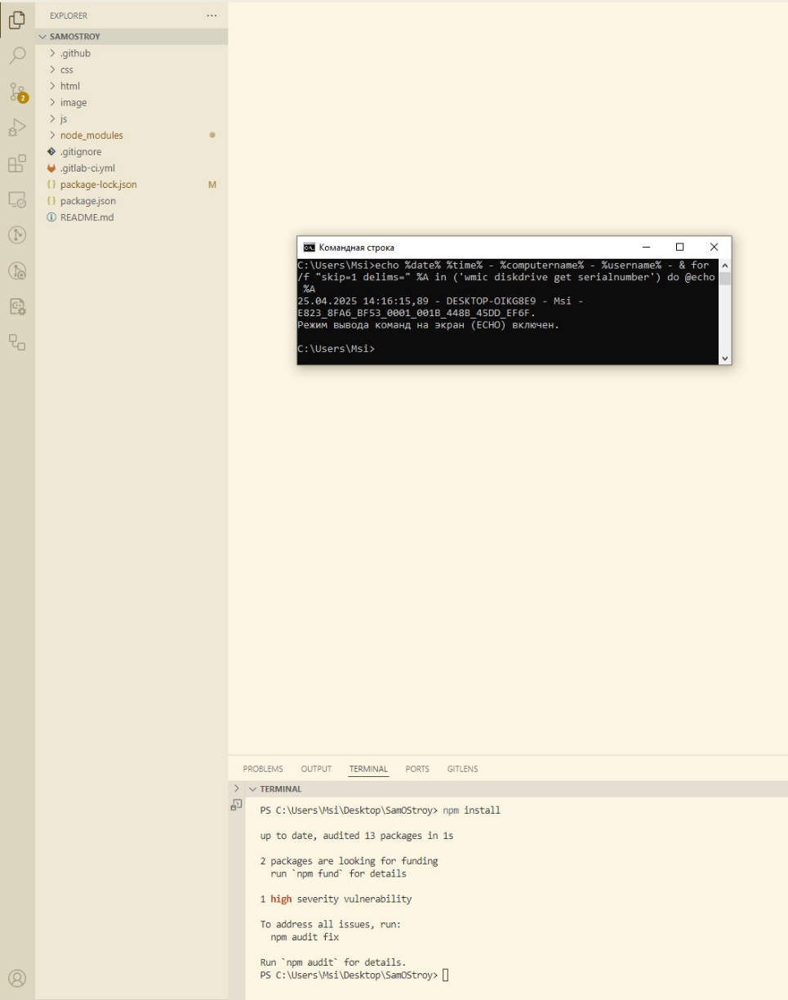 EXPLORER
SAMOSTROY
.github
css
html
image
js
node_modules
.gitignore
.gitlab-ci.yml
package-lock.json M
package.json
README.md
2
Командная строка
C:\Users\Msi>echo %date% %time% - %computername% - %username% - & for
/f "skip=1 delims=" %A in ('wmic diskdrive get serialnumber') do @echo
%A
25.04.2025 14:16:15,89 - DESKTOP-OIKG8E9 - Msi -
E823_8FA6_BF53_0001_001B_448B_45DD_EF6F.
Режим вывода команд на экран (ECHO) включен.
C:\Users\Msi>
PROBLEMS OUTPUT TERMINAL PORTS GITLENS
TERMINAL
PS C:\Users\Msi\Desktop\SamOStroy> npm install
up to date, audited 13 packages in 1s
2 packages are looking for funding
run `npm fund` for details
1 high severity vulnerability
To address all issues, run:
npm audit fix
Run `npm audit` for details.
PS C:\Users\Msi\Desktop\SamOStroy>